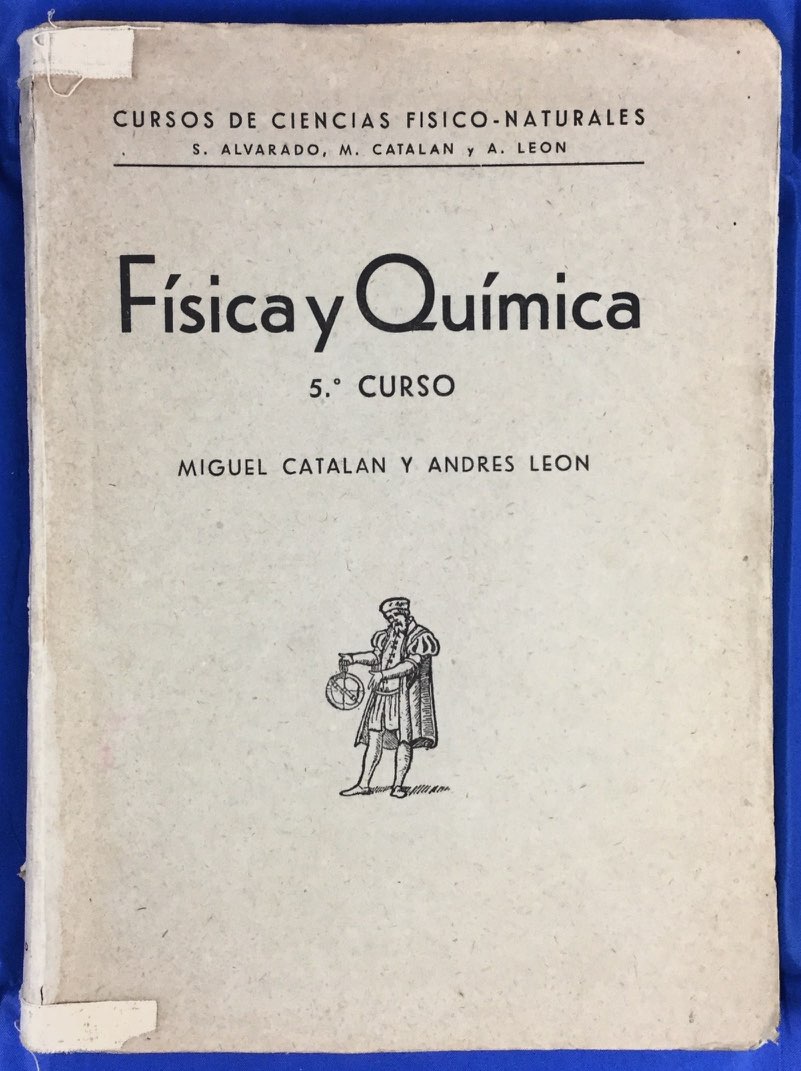 CURSOS DE CIENCIAS FISICO-NATURALES
S. ALVARADO, M. CATALAN y A. LEON
Física y Química
5.º CURSO
MIGUEL CATALAN Y ANDRES LEON